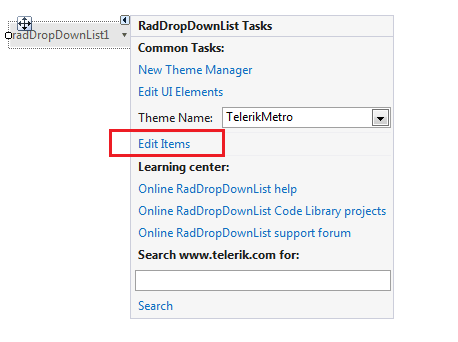 radDropDownList1
RadDropDownList Tasks
Common Tasks:
New Theme Manager
Edit UI Elements
Theme Name: TelerikMetro
Edit Items
Learning center:
Online RadDropDownList help
Online RadDropDownList Code Library projects
Online RadDropDownList support forum
Search www.telerik.com for:
Search